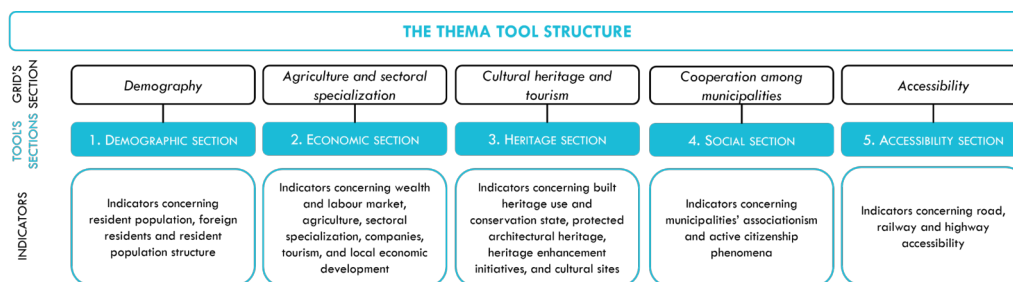 THE THEMA TOOL STRUCTURE
GRID'S
SECTION
Demography
Agriculture and sectoral
specialization
Cultural heritage and
tourism
Cooperation among
municipalities
Accessibility
TOOL'S
SECTIONS
1. DEMOGRAPHIC SECTION
2. ECONOMIC SECTION
3. HERITAGE SECTION
4. SOCIAL SECTION
5. ACCESSIBILITY SECTION
INDICATORS
Indicators concerning
resident population, foreign
residents and resident
population structure
Indicators concerning wealth
and labour market,
agriculture, sectoral
specialization, companies,
tourism, and local economic
development
Indicators concerning built
heritage use and
conservation state, protected
architectural heritage,
heritage enhancement
initiatives, and cultural sites
Indicators concerning
municipalities' associationism
and active citizenship
phenomena
Indicators concerning road,
railway and highway
accessibility